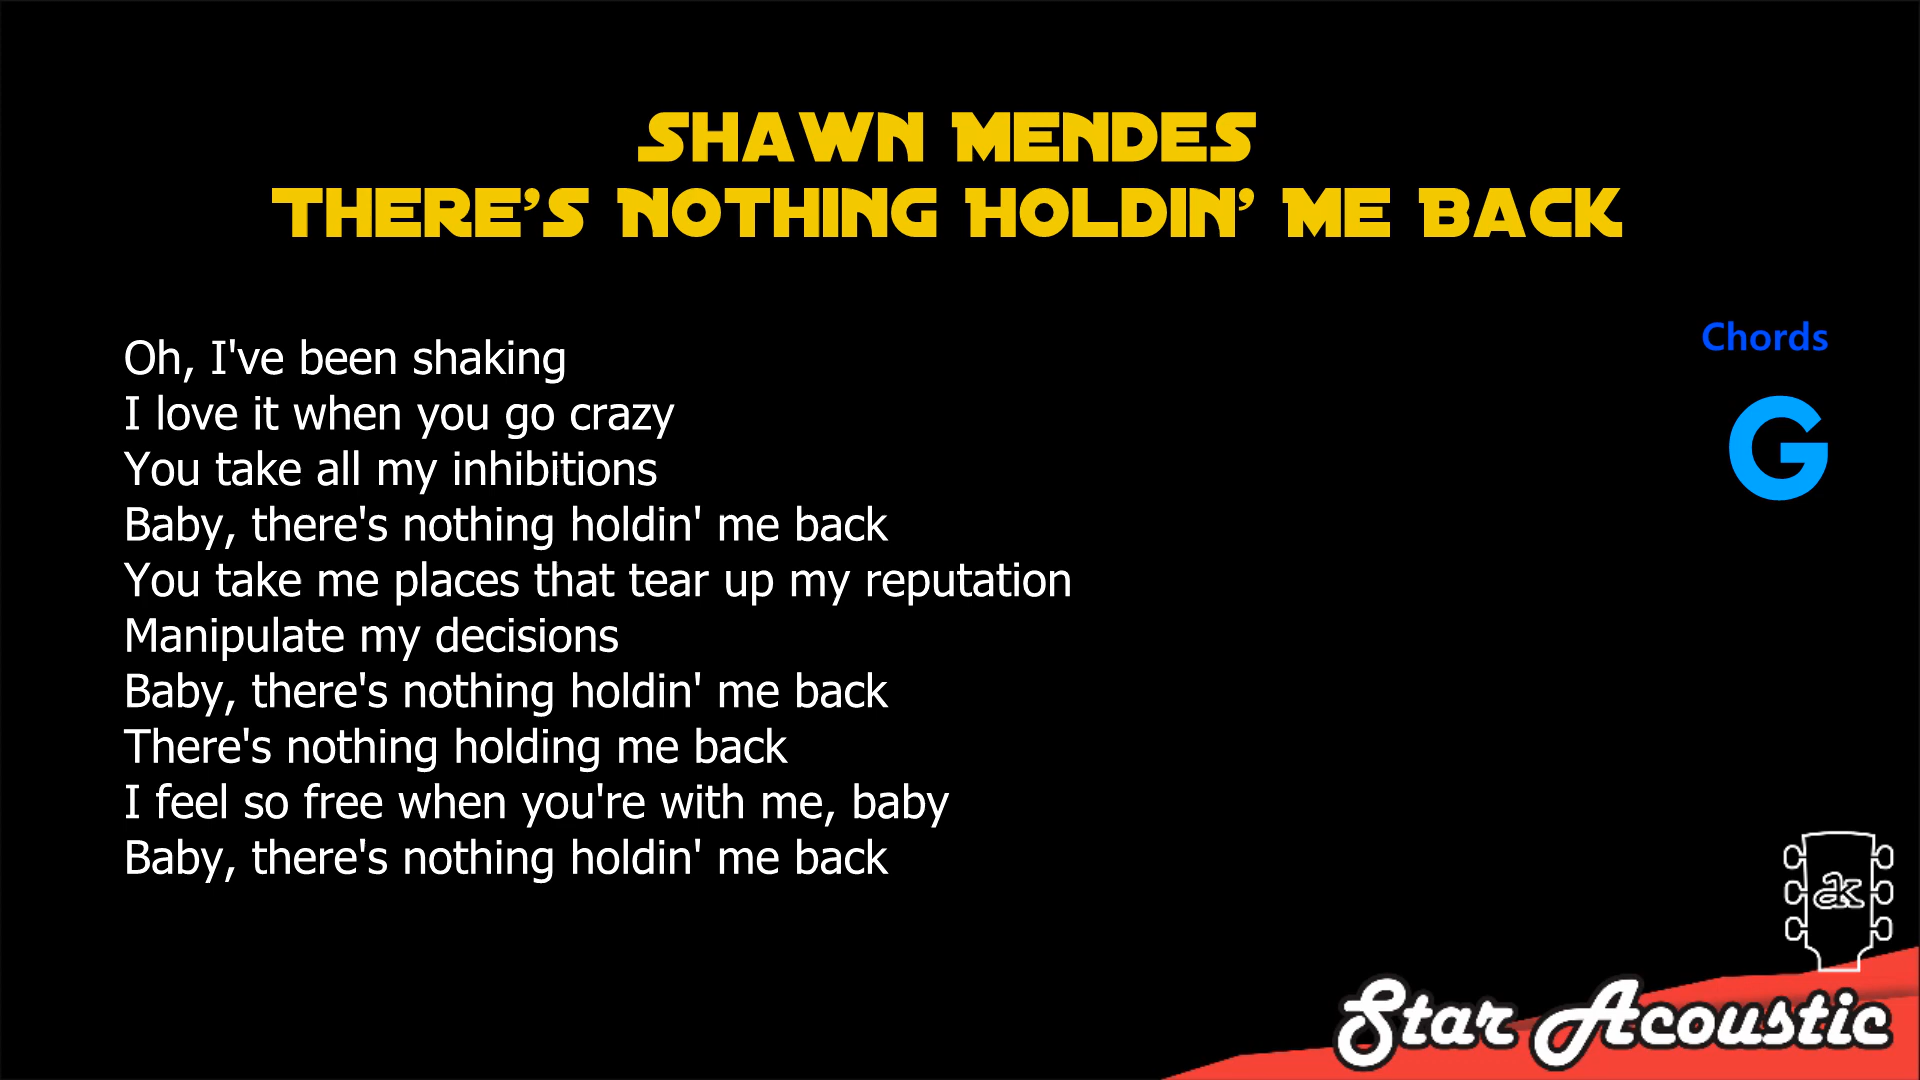 Shawn Mendes
There's Nothing Holdin' Me Back
Chords
G
Oh, I've been shaking
I love it when you go crazy
You take all my inhibitions
Baby, there's nothing holdin' me back
You take me places that tear up my reputation
Manipulate my decisions
Baby, there's nothing holdin' me back
There's nothing holding me back
I feel so free when you're with me, baby
Baby, there's nothing holdin' me back
ak
Star Acoustic